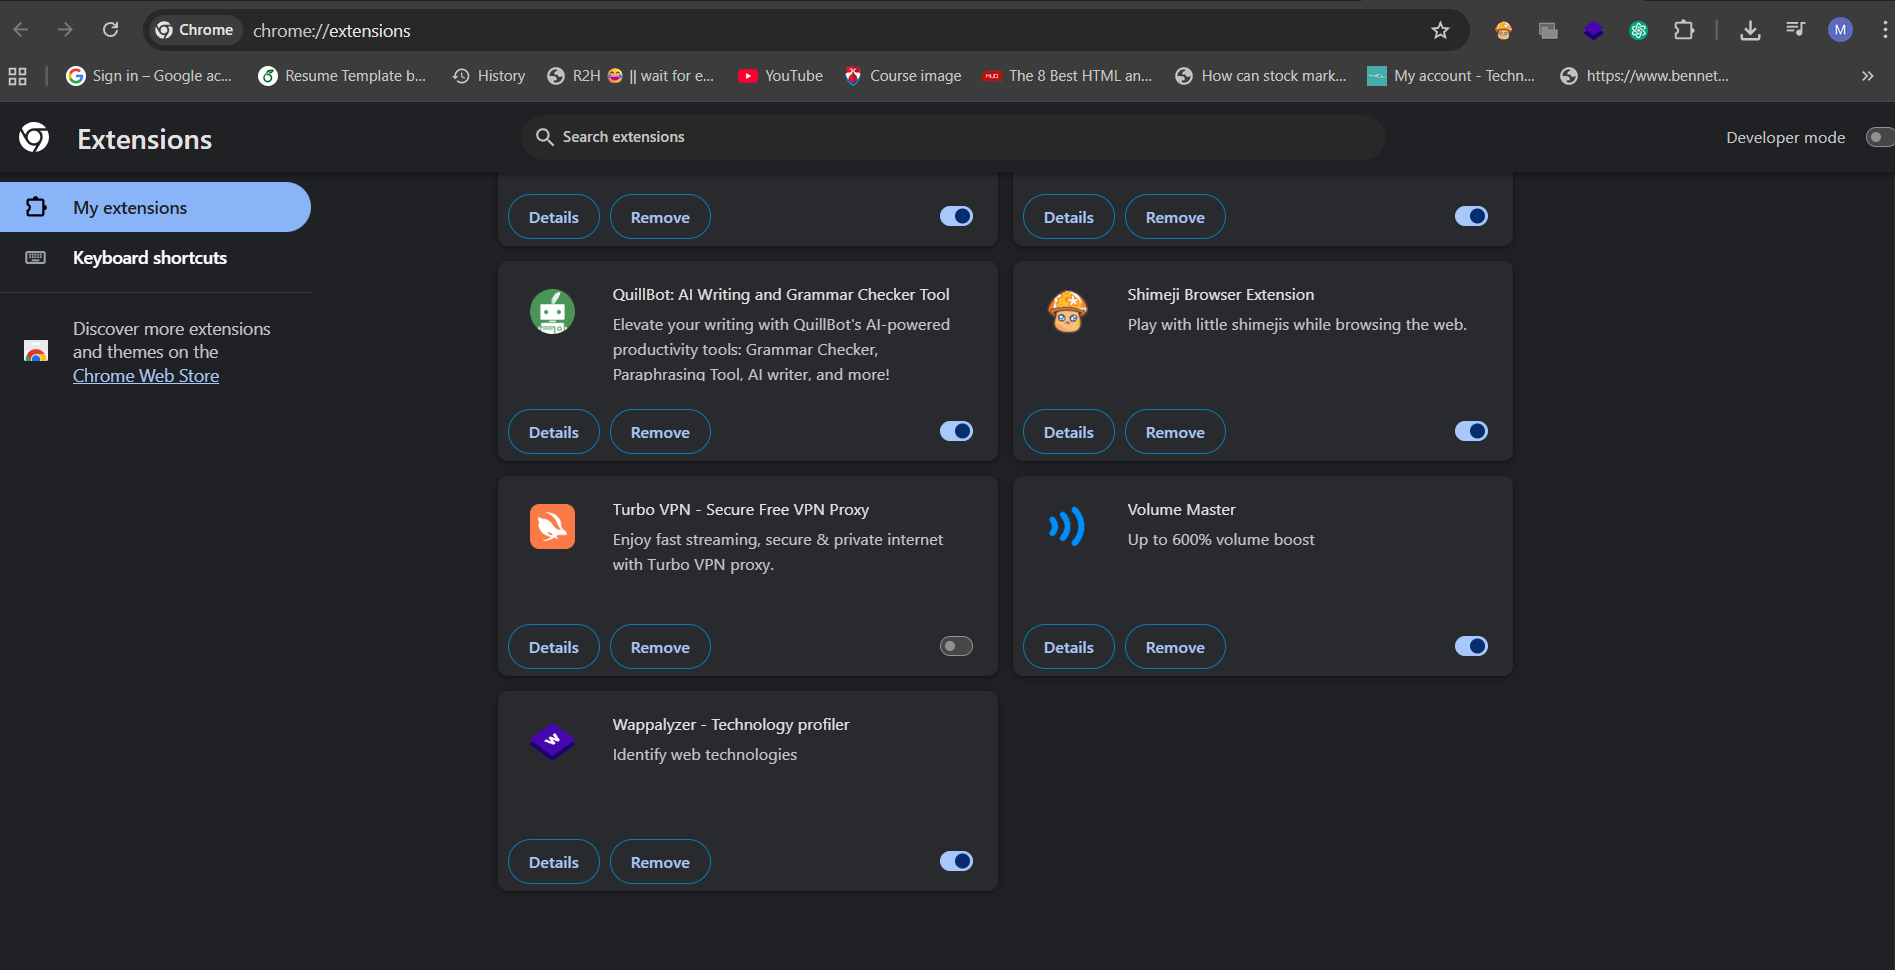 Chrome
chrome://extensions
M
Sign in – Google ac...
Resume Template b...
History
R2H 😂 || wait for e...
YouTube
Course image
The 8 Best HTML an...
How can stock mark...
My account - Techn...
https://www.bennet...
»
Extensions
Search extensions
Developer mode
My extensions
Keyboard shortcuts
Discover more extensions
and themes on the
Chrome Web Store
Details
Remove
Details
Remove
QuillBot: AI Writing and Grammar Checker Tool
Elevate your writing with QuillBot's AI-powered
productivity tools: Grammar Checker,
Paraphrasing Tool, AI writer, and more!
Details
Remove
Shimeji Browser Extension
Play with little shimejis while browsing the web.
Details
Remove
Turbo VPN - Secure Free VPN Proxy
Enjoy fast streaming, secure & private internet
with Turbo VPN proxy.
Details
Remove
Volume Master
Up to 600% volume boost
Details
Remove
W
Wappalyzer - Technology profiler
Identify web technologies
Details
Remove